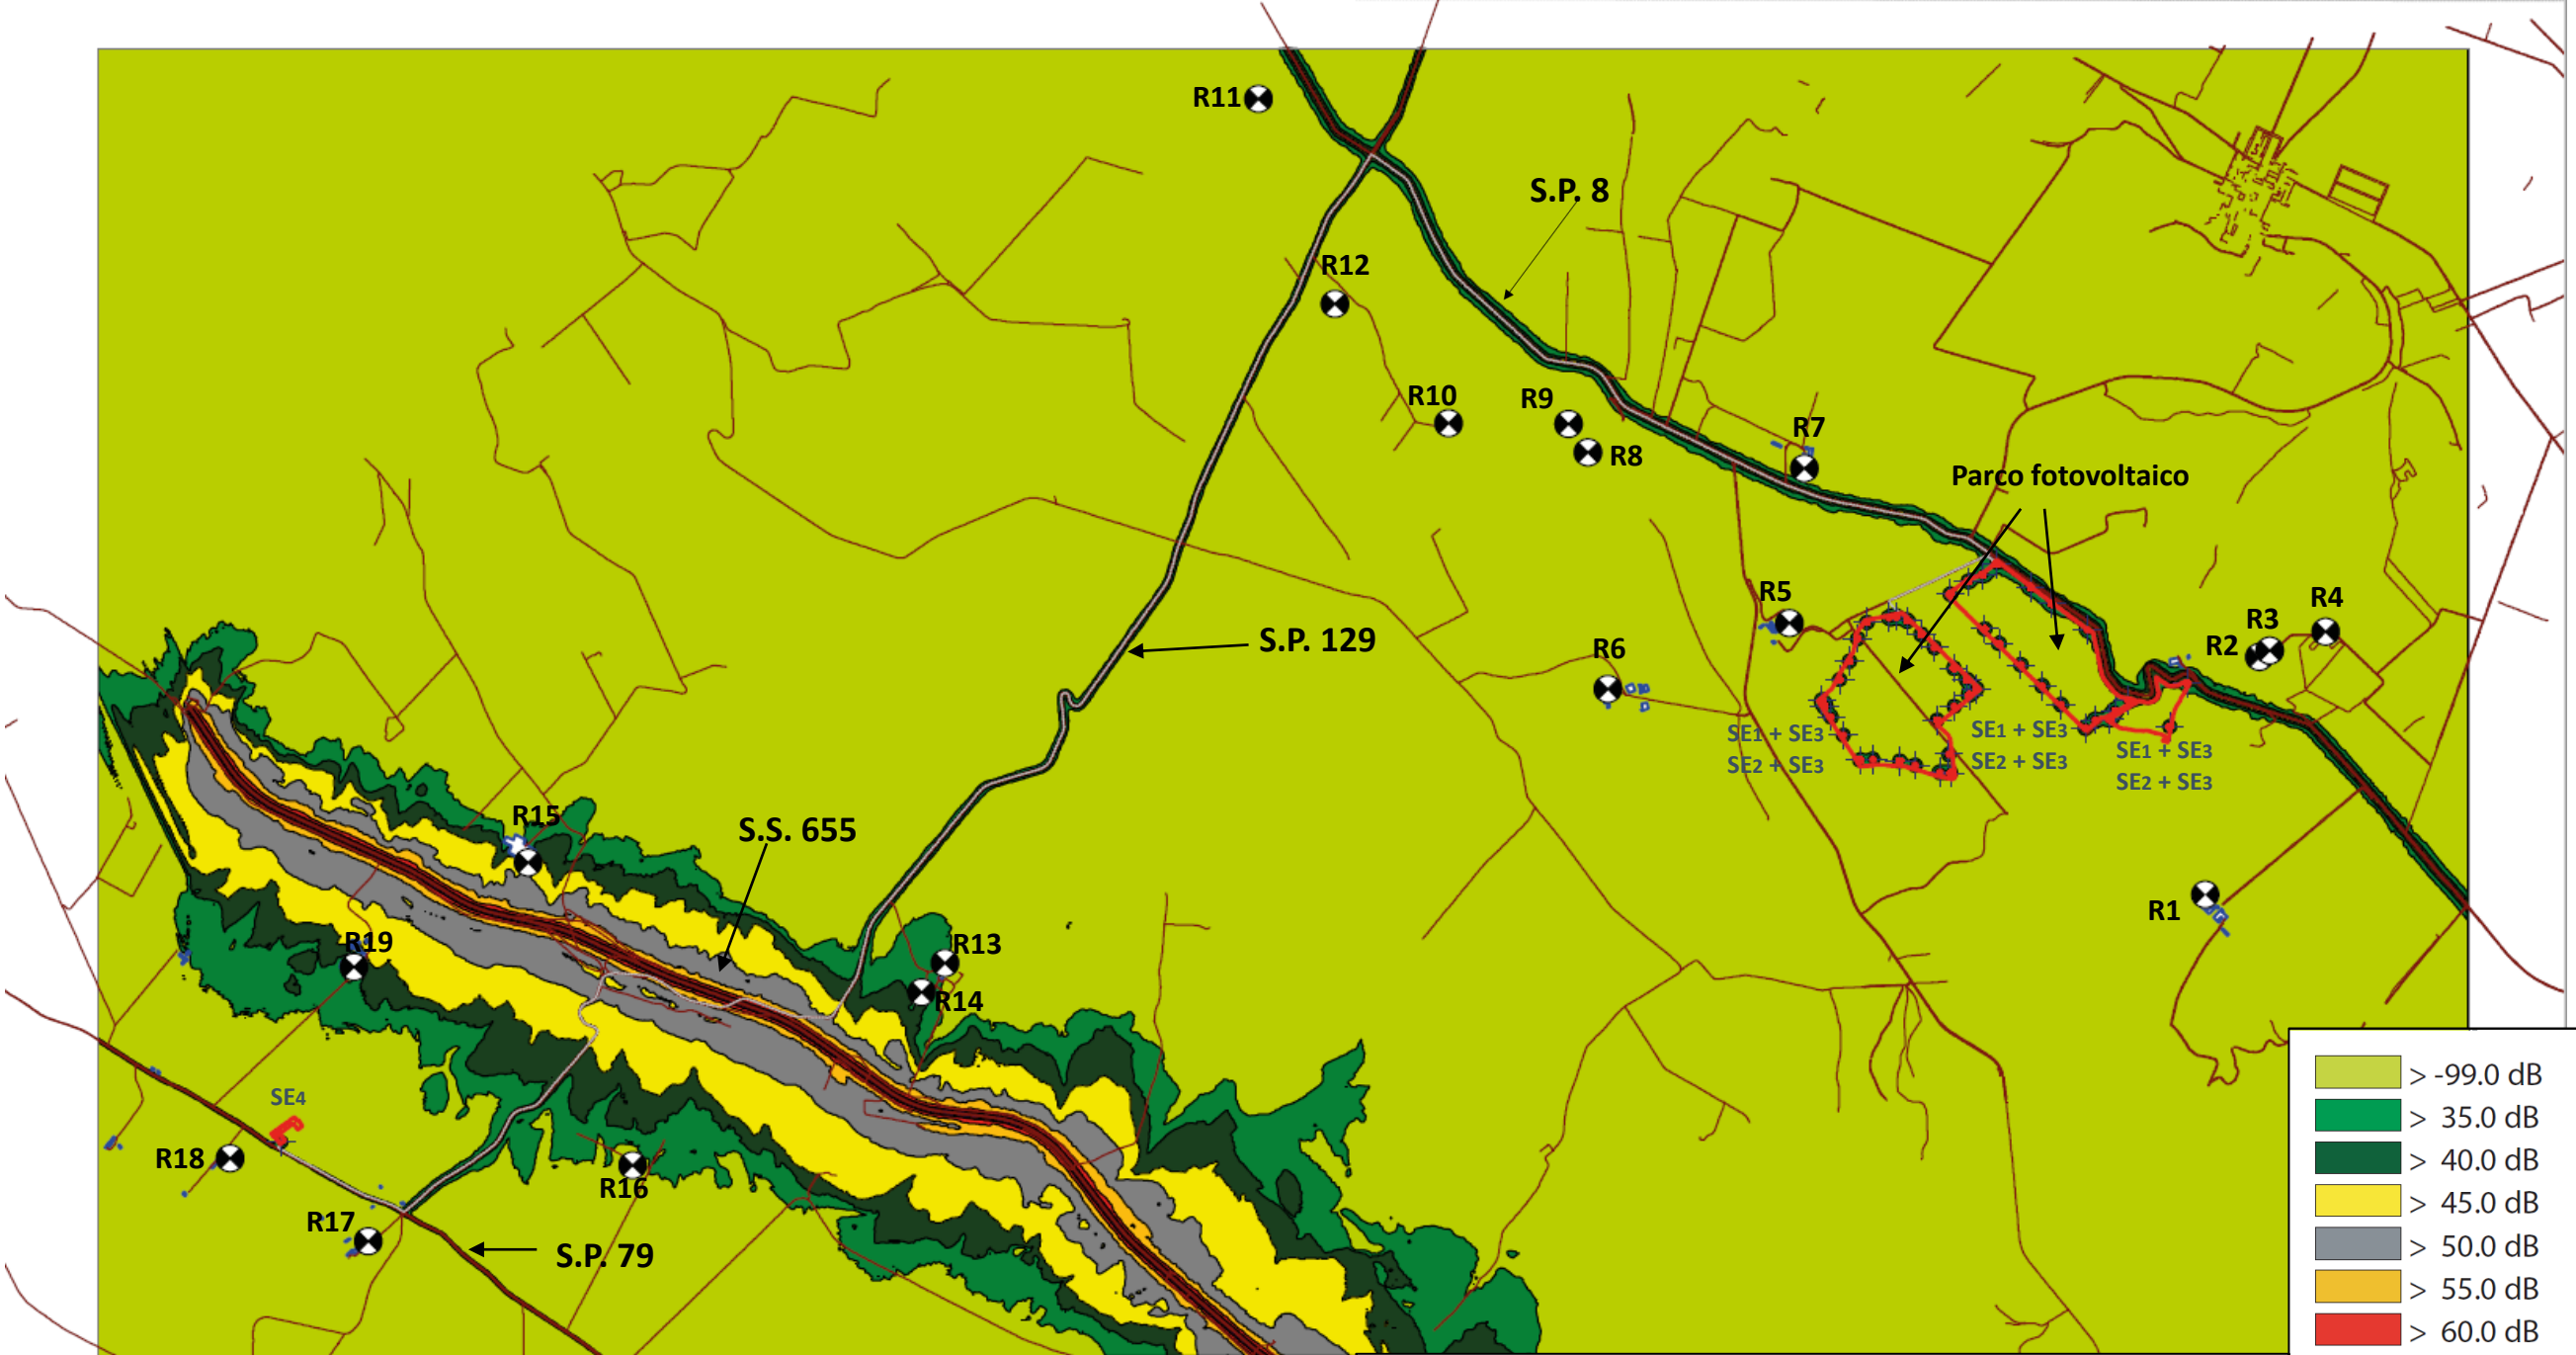 R11
S.P. 8
R12
R10
R9
R8
R7
Parco fotovoltaico
R5
R6
R4
R3
R2
S.P. 129
SE1 + SE3
SE2 + SE3
SE1 + SE3
SE2 + SE3
SE1 + SE3
SE2 + SE3
R15
S.S. 655
R1
R19
R13
R14
SE4
R18
R16
R17
S.P. 79
> -99.0 dB
> 35.0 dB
> 40.0 dB
> 45.0 dB
> 50.0 dB
> 55.0 dB
> 60.0 dB